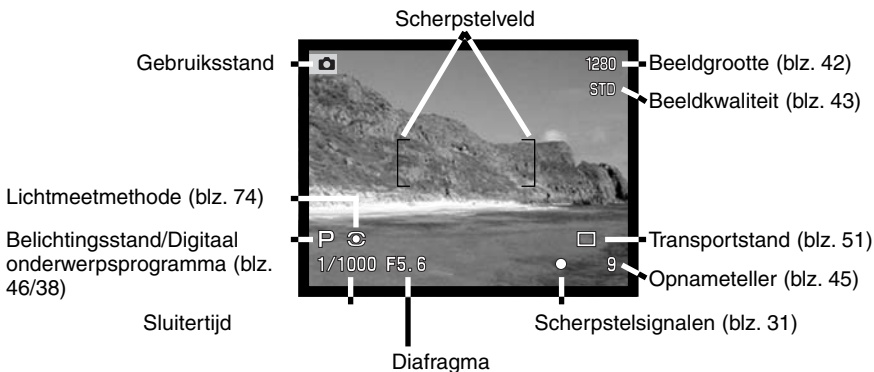 Scherpstelveld
Gebruiksstand
1280
Beeldgrootte (blz. 42)
STD
Beeldkwaliteit (blz. 43)
Lichtmeetmethode (blz. 74)
P
Belichtingsstand/Digitaal
onderwerpsprogramma (blz.
46/38)
Transportstand (blz. 51)
1/1000 F5.6
9
Opnameteller (blz. 45)
Sluitertijd
Scherpstelsignalen (blz. 31)
Diafragma